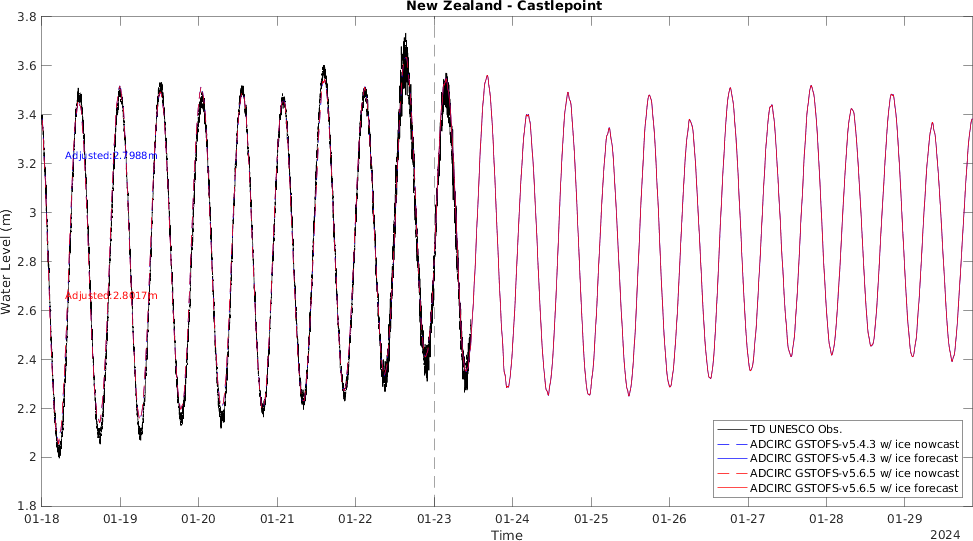 New Zealand - Castlepoint
3.8
3.6
3.4
3.2
3
2.8
2.6
2.4
2.2
2
1.8
Water Level (m)
Adjusted:2.7988m
Adjusted:2.8017m
TD UNESCO Obs.
ADCIRC GSTOFS-v5.4.3 w/ ice nowcast
ADCIRC GSTOFS-v5.4.3 w/ ice forecast
ADCIRC GSTOFS-v5.6.5 w/ ice nowcast
ADCIRC GSTOFS-v5.6.5 w/ ice forecast
01-18 01-19 01-20 01-21 01-22 01-23 01-24 01-25 01-26 01-27 01-28 01-29
Time
2024